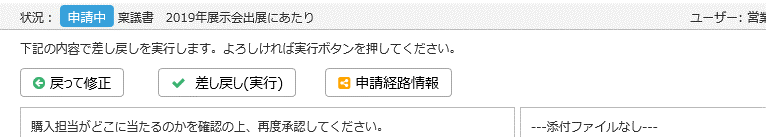 状況： 申請中 稟議書 2019年展示会出展にあたり ユーザー: 営業
下記の内容で差し戻しを実行します。よろしければ実行ボタンを押してください。
戻って修正 差し戻し(実行) 申請経路情報
購入担当がどこに当たるのかを確認の上、再度承認してください。 ---添付ファイルなし---